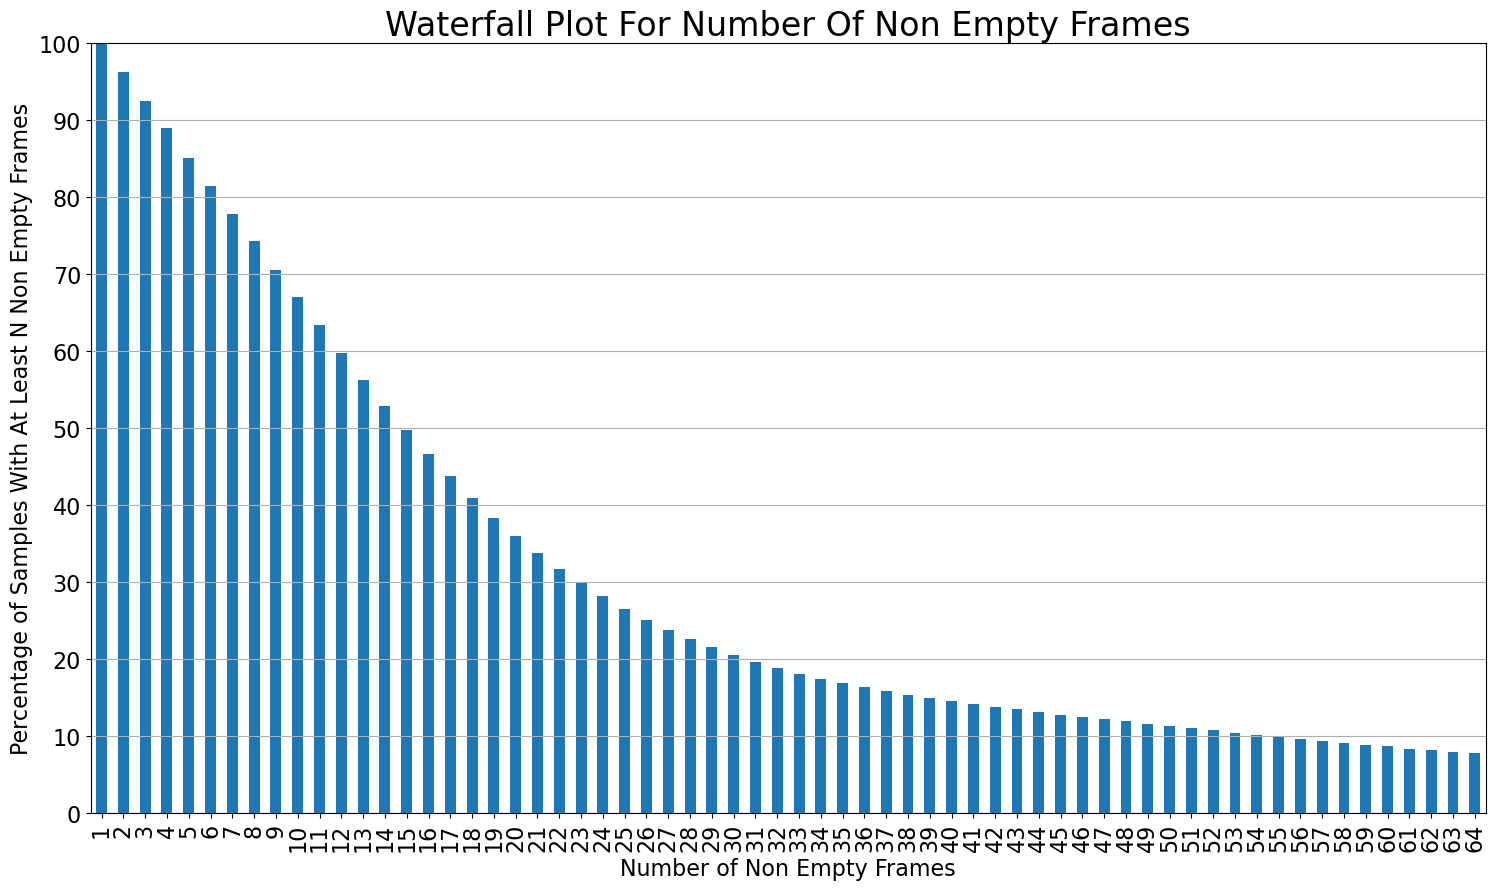 Waterfall Plot For Number Of Non Empty Frames
Percentage of Samples With At Least N Non Empty Frames
100
90
80
70
60
50
40
30
20
10
0
1 2 3 4 5 6 7 8 9 10 11 12 13 14 15 16 17 18 19 20 21 22 23 24 25 26 27 28 29 30 31 32 33 34 35 36 37 38 39 40 41 42 43 44 45 46 47 48 49 50 51 52 53 54 55 56 57 58 59 60 61 62 63 64
Number of Non Empty Frames